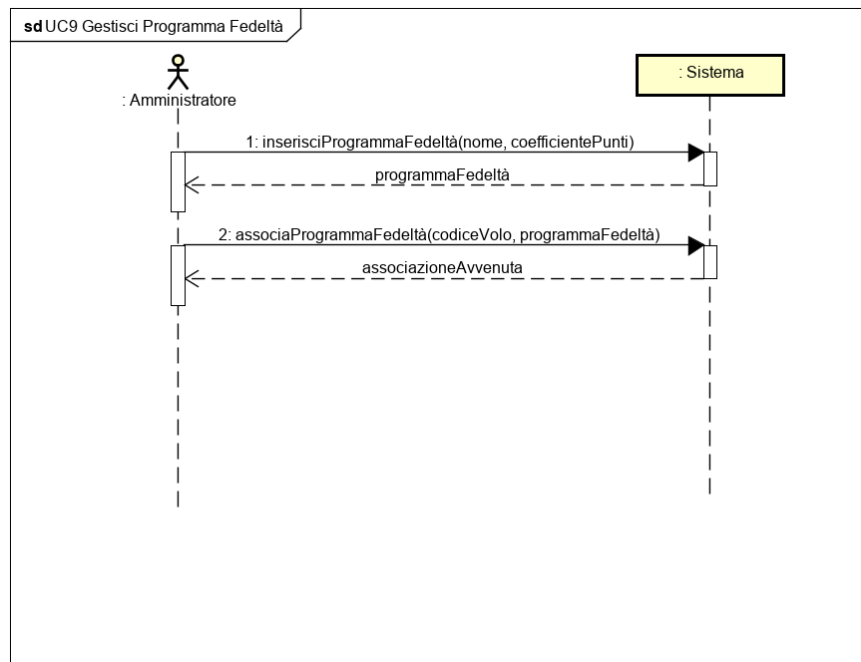 sd UC9 Gestisci Programma Fedeltà
: Amministratore
: Sistema
1: inserisciProgrammaFedeltà(nome, coefficientePunti)
programmaFedeltà
2: associaProgrammaFedeltà(codiceVolo, programmaFedeltà)
associazioneAvvenuta